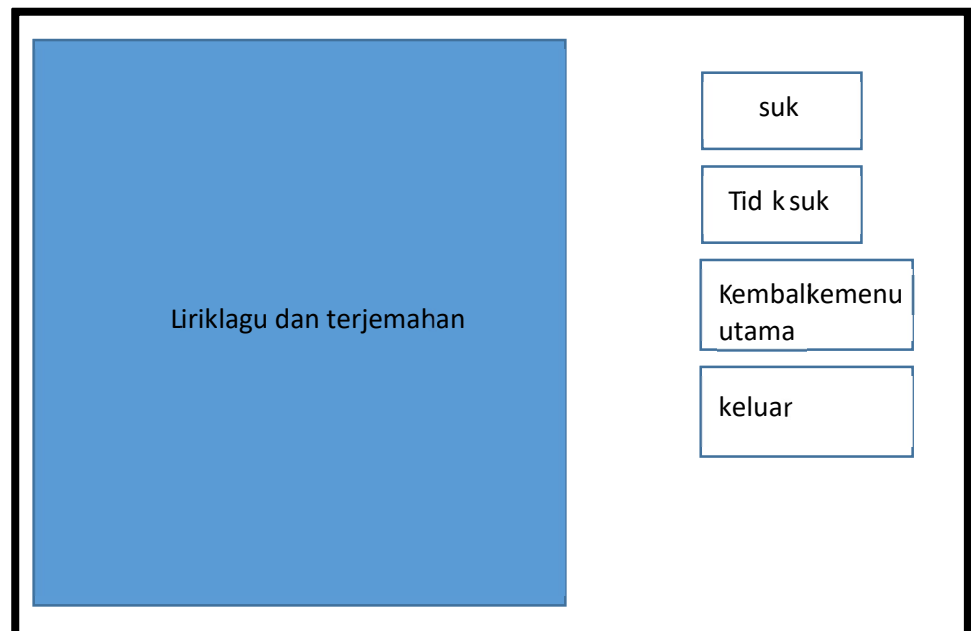 suk
Tid k suk
Liriklagu dan terjemahan
Kembalkemenu
utama
keluar